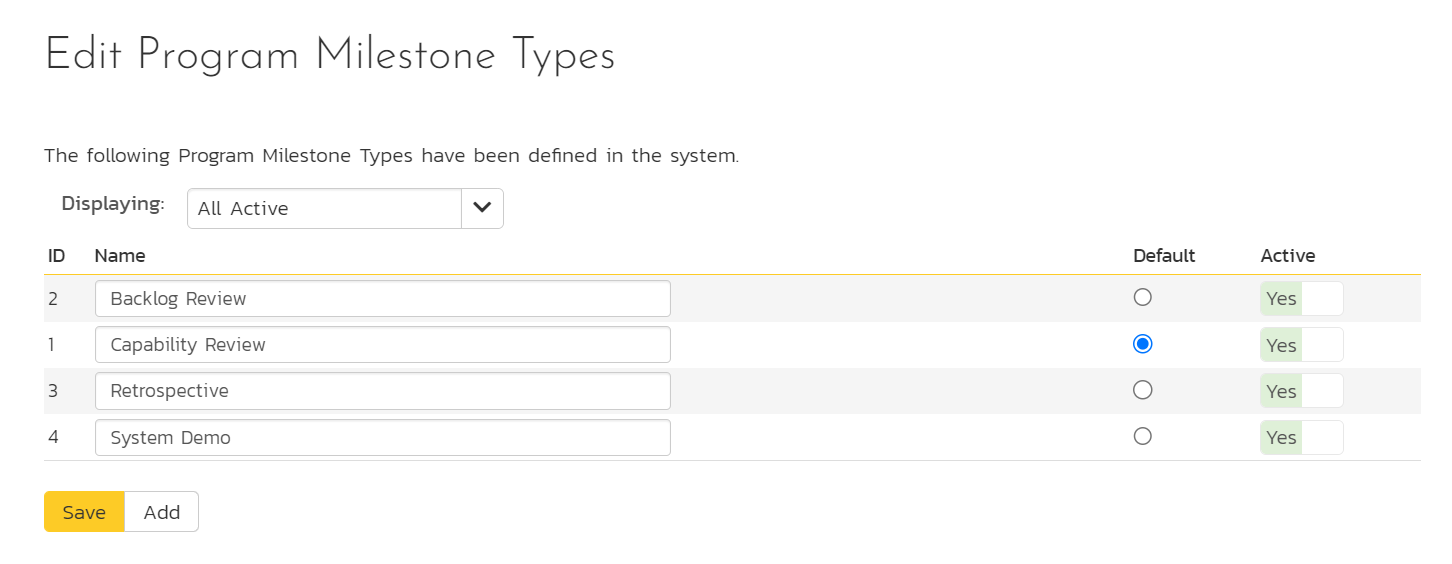 Edit Program Milestone Types
The following Program Milestone Types have been defined in the system.
Displaying: All Active
ID Name Default Active
2 Backlog Review Yes
1 Capability Review Yes
3 Retrospective Yes
4 System Demo Yes
Save Add